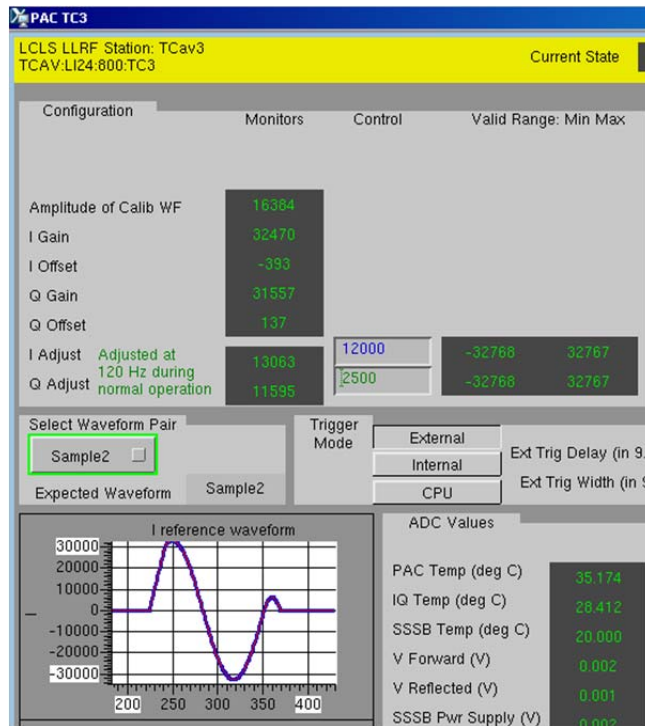 PAC TC3
LCLS LLRF Station: TCav3
TCAV:LI24:800:TC3
Current State
Configuration
Monitors Control Valid Range: Min Max
Amplitude of Calib WF 16384
I Gain 32470
I Offset -393
Q Gain 31557
Q Offset 137
I Adjust Adjusted at 120 Hz during normal operation 13063 12000 -32768 32767
Q Adjust 11595 2500 -32768 32767
Select Waveform Pair
Sample2
Expected Waveform Sample2
Trigger Mode
External
Internal
CPU
Ext Trig Delay (in 9.
Ext Trig Width (in 9
I reference waveform
30000
20000
10000
0
-10000
-20000
-30000
I
200 250 300 350 400
ADC Values
PAC Temp (deg C) 35.174
IQ Temp (deg C) 28.412
SSSB Temp (deg C) 20.000
V Forward (V) 0.002
V Reflected (V) 0.001
SSSB Pwr Supply (V) 0.002